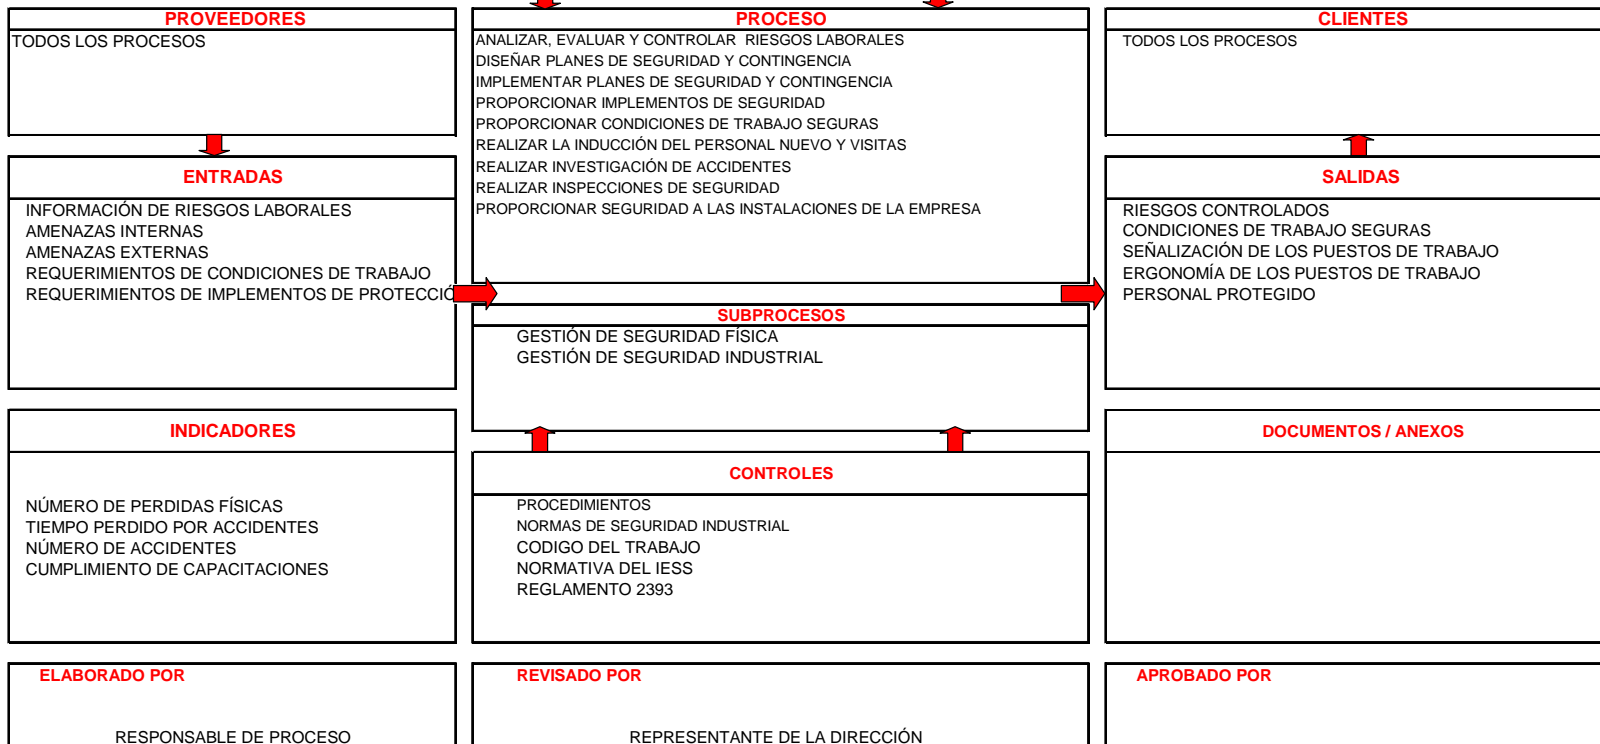 PROVEEDORES
TODOS LOS PROCESOS
PROCESO
ANALIZAR, EVALUAR Y CONTROLAR RIESGOS LABORALES
DISEÑAR PLANES DE SEGURIDAD Y CONTINGENCIA
IMPLEMENTAR PLANES DE SEGURIDAD Y CONTINGENCIA
PROPORCIONAR IMPLEMENTOS DE SEGURIDAD
PROPORCIONAR CONDICIONES DE TRABAJO SEGURAS
REALIZAR LA INDUCCIÓN DEL PERSONAL NUEVO Y VISITAS
REALIZAR INVESTIGACIÓN DE ACCIDENTES
REALIZAR INSPECCIONES DE SEGURIDAD
PROPORCIONAR SEGURIDAD A LAS INSTALACIONES DE LA EMPRESA
CLIENTES
TODOS LOS PROCESOS
ENTRADAS
INFORMACIÓN DE RIESGOS LABORALES
AMENAZAS INTERNAS
AMENAZAS EXTERNAS
REQUERIMIENTOS DE CONDICIONES DE TRABAJO
REQUERIMIENTOS DE IMPLEMENTOS DE PROTECCIÓ
SUBPROCESOS
GESTIÓN DE SEGURIDAD FÍSICA
GESTIÓN DE SEGURIDAD INDUSTRIAL
SALIDAS
RIESGOS CONTROLADOS
CONDICIONES DE TRABAJO SEGURAS
SEÑALIZACIÓN DE LOS PUESTOS DE TRABAJO
ERGONOMÍA DE LOS PUESTOS DE TRABAJO
PERSONAL PROTEGIDO
INDICADORES
NÚMERO DE PERDIDAS FÍSICAS
TIEMPO PERDIDO POR ACCIDENTES
NÚMERO DE ACCIDENTES
CUMPLIMIENTO DE CAPACITACIONES
CONTROLES
PROCEDIMIENTOS
NORMAS DE SEGURIDAD INDUSTRIAL
CODIGO DEL TRABAJO
NORMATIVA DEL IESS
REGLAMENTO 2393
DOCUMENTOS / ANEXOS
ELABORADO POR
RESPONSABLE DE PROCESO
REVISADO POR
REPRESENTANTE DE LA DIRECCIÓN
APROBADO POR